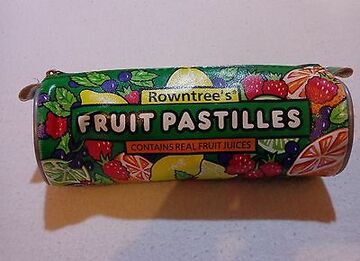 Rowntree's
FRUIT PASTILLES
CONTAINS REAL FRUIT JUICES